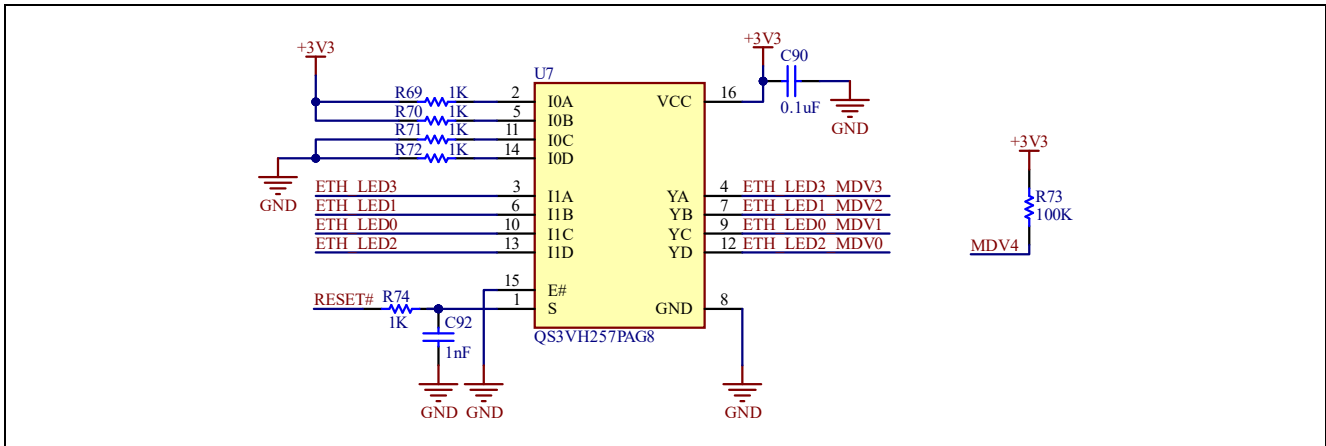 +3V3
+3V3
C90
U7
R69 1K 2 I0A VCC 16
0.1uF
R70 1K 5 I0B
R71 1K 11 I0C
GND
R72 1K 14 I0D
+3V3
GND
ETH_LED3 3 I1A YA 4 ETH_LED3_MDV3
R73
ETH_LED1 6 I1B YB 7 ETH_LED1_MDV2
100K
ETH_LED0 10 I1C YC 9 ETH_LED0_MDV1
ETH_LED2 13 I1D YD 12 ETH_LED2_MDV0
MDV4
15 E#
RESET# R74 1 S GND 8
1K
C92
QS3VH257PAG8
1nF
GND GND GND